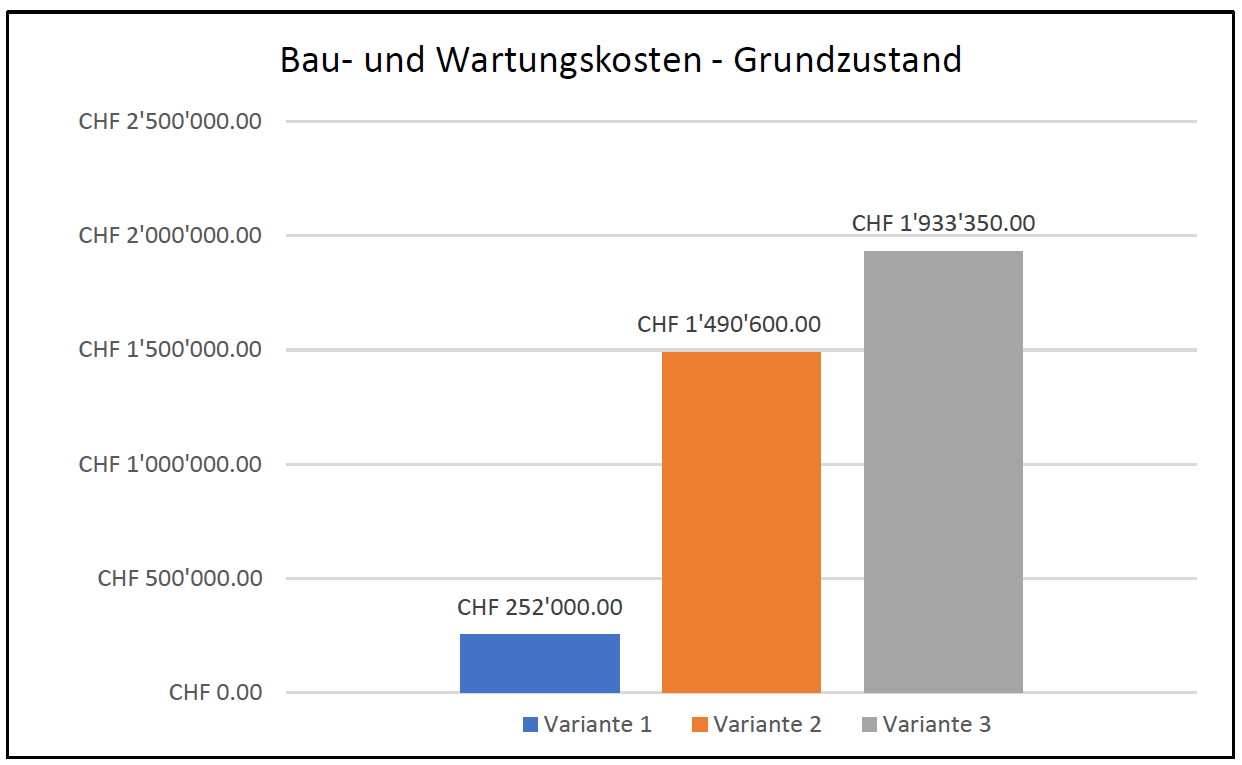 Bau- und Wartungskosten - Grundzustand
CHF 2'500'000.00
CHF 2'000'000.00
CHF 1'933'350.00
CHF 1'490'600.00
CHF 1'500'000.00
CHF 1'000'000.00
CHF 500'000.00
CHF 252'000.00
CHF 0.00
Variante 1 Variante 2 Variante 3